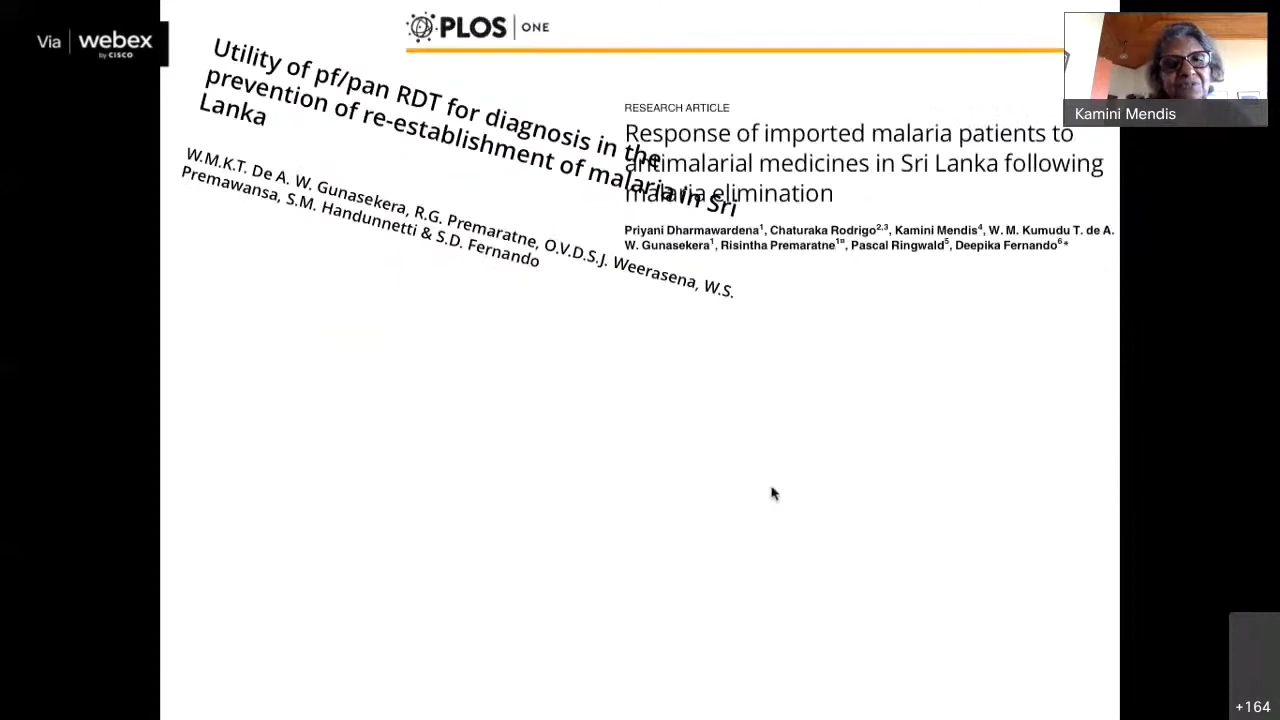 Via
webex
by CISCO
PLOS ONE
Utility of pf/pan RDT for diagnosis in the
prevention of re-establishment of malaria in Sri
Lanka
W.M.K.T. De A. W. Gunasekera, R.G. Premaratne, O.V.D.S.J. Weerasena, W.S.
Premawansa, S.M. Handunnetti & S.D. Fernando
RESEARCH ARTICLE
Response of imported malaria patients to
antimalarial medicines in Sri Lanka following
malaria elimination
Priyani Dharmawardena1, Chaturaka Rodrigo2,3, Kamini Mendis4, W. M. Kumudu T. de A.
W. Gunasekera1, Risintha Premaratne1¤, Pascal Ringwald5, Deepika Fernando6*
Kamini Mendis
+164